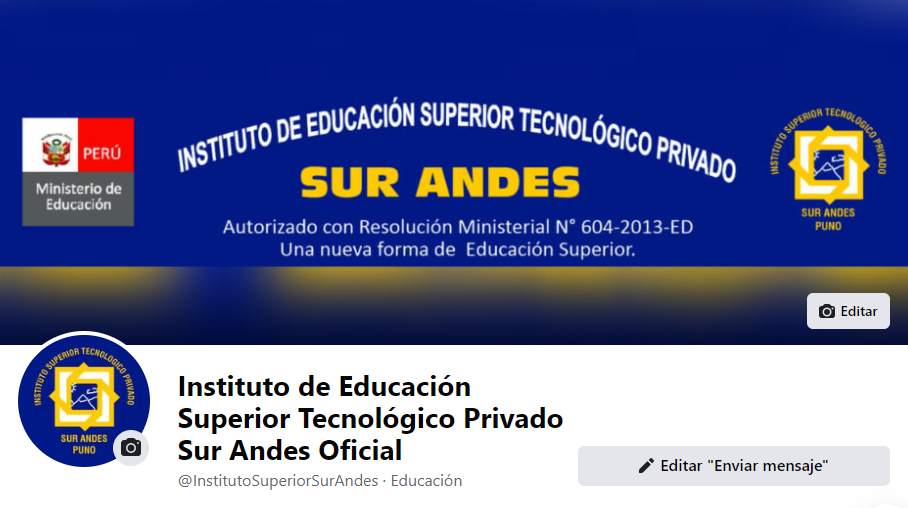 PERÚ
Ministerio de
Educación
INSTITUTO DE EDUCACIÓN SUPERIOR TECNOLÓGICO PRIVADO
SUR ANDES
Autorizado con Resolución Ministerial N° 604-2013-ED
Una nueva forma de Educación Superior.
INSTITUTO SUPERIOR TECNOLOGICO PRIVADO
SUR ANDES
PUNO
Editar
INSTITUTO SUPERIOR TECNOLOGICO PRIVADO
SUR ANDES
PUNO
Instituto de Educación
Superior Tecnológico Privado
Sur Andes Oficial
@InstitutoSuperiorSurAndes · Educación
Editar "Enviar mensaje"